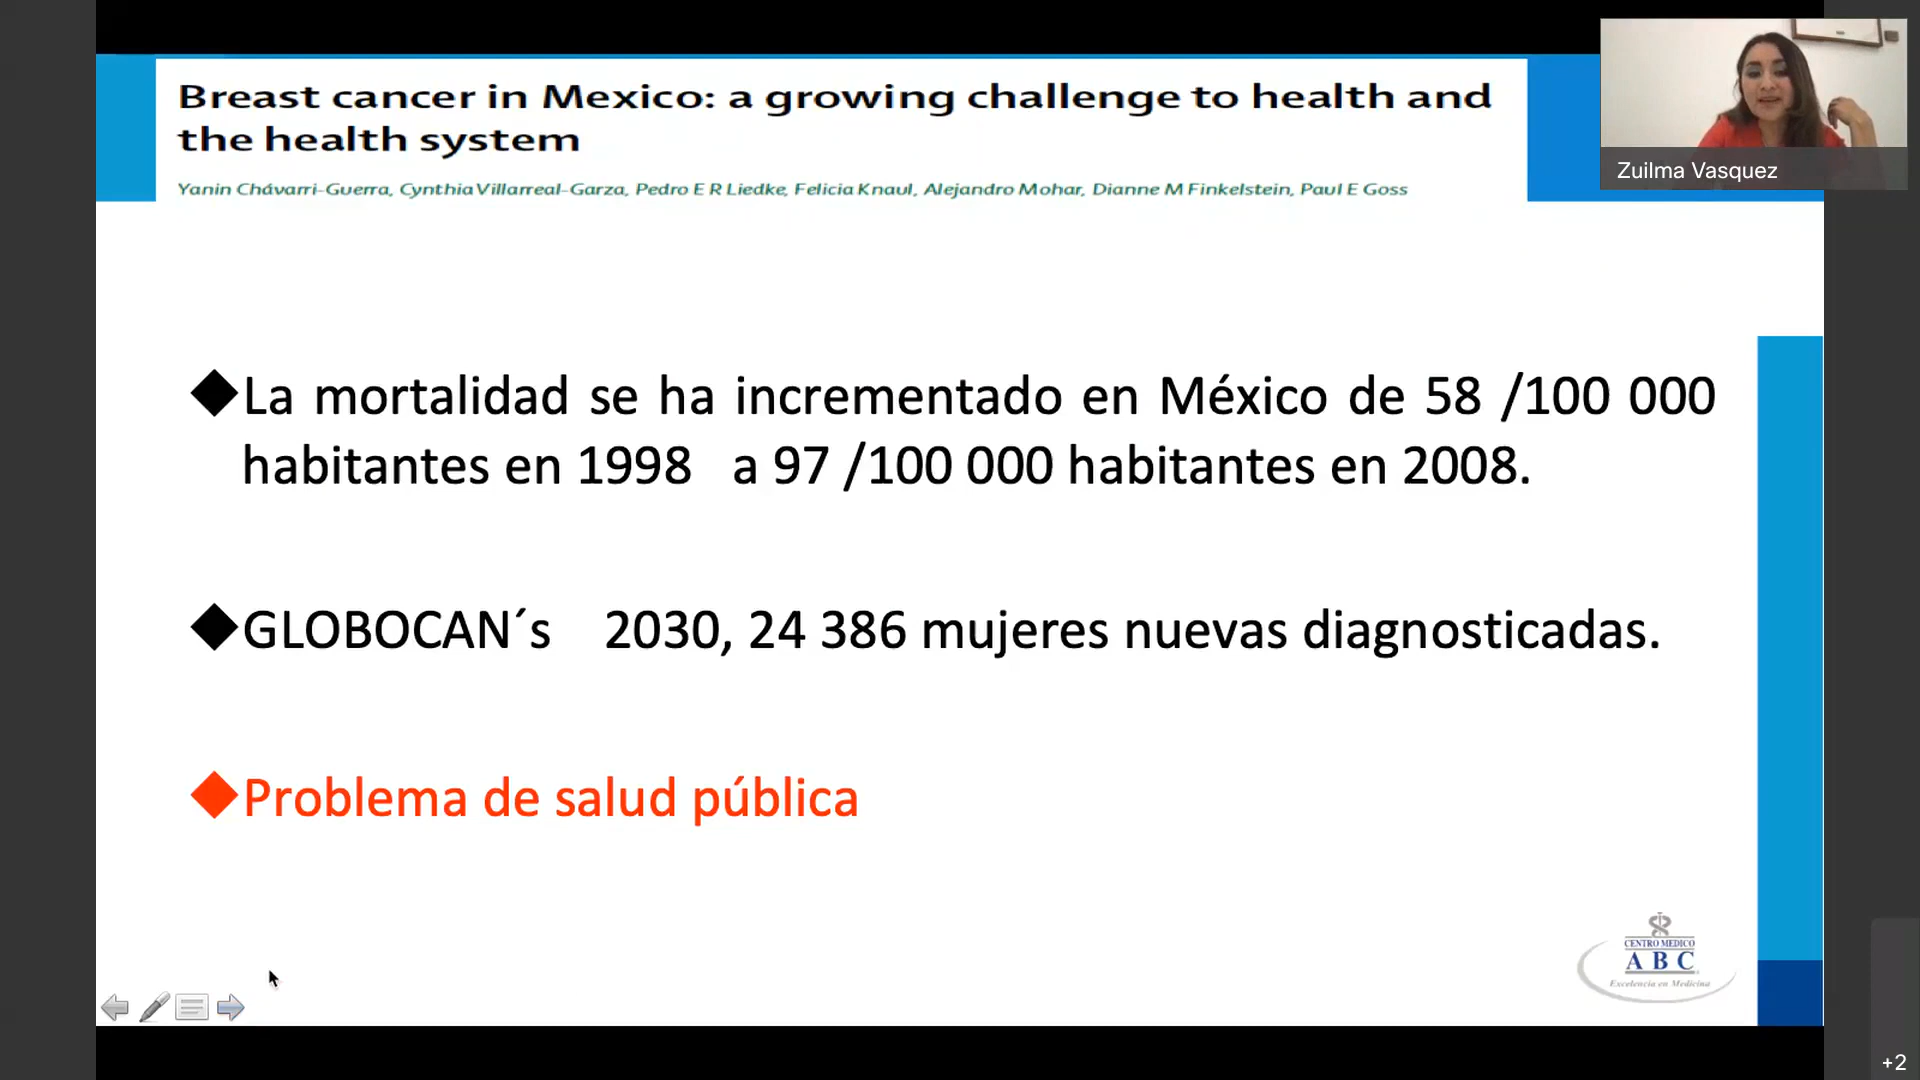 Breast cancer in Mexico: a growing challenge to health and
the health system
Yanin Chávarri-Guerra, Cynthia Villarreal-Garza, Pedro E R Liedke, Felicia Knaul, Alejandro Mohar, Dianne M Finkelstein, Paul E Goss
Zuilma Vasquez
La mortalidad se ha incrementado en México de 58 /100 000
habitantes en 1998 a 97 /100 000 habitantes en 2008.
GLOBOCAN´s 2030, 24 386 mujeres nuevas diagnosticadas.
Problema de salud pública
CENTRO MEDICO
A B C
Excelencia en Medicina
+2